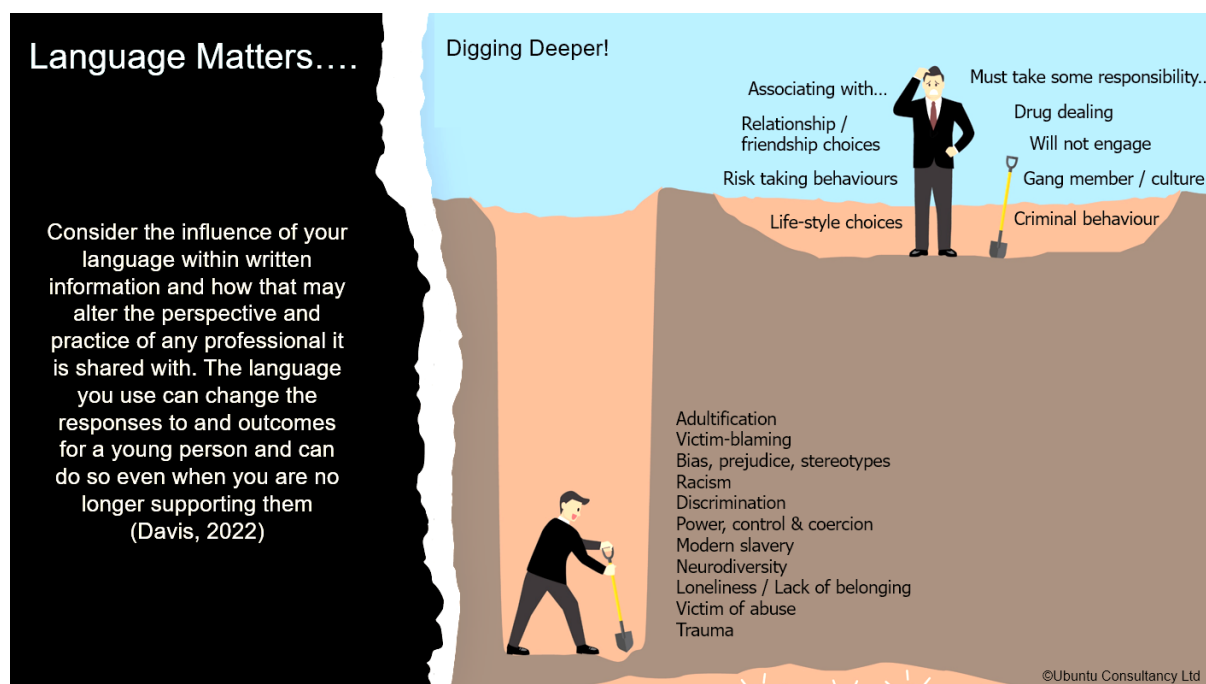 Language Matters….
Consider the influence of your
language within written
information and how that may
alter the perspective and
practice of any professional it
is shared with. The language
you use can change the
responses to and outcomes
for a young person and can
do so even when you are no
longer supporting them
(Davis, 2022)
Digging Deeper!
Associating with...
Relationship /
friendship choices
Risk taking behaviours
Life-style choices
Must take some responsibility..
Drug dealing
Will not engage
Gang member / culture
Criminal behaviour
Adultification
Victim-blaming
Bias, prejudice, stereotypes
Racism
Discrimination
Power, control & coercion
Modern slavery
Neurodiversity
Loneliness / Lack of belonging
Victim of abuse
Trauma
©Ubuntu Consultancy Ltd